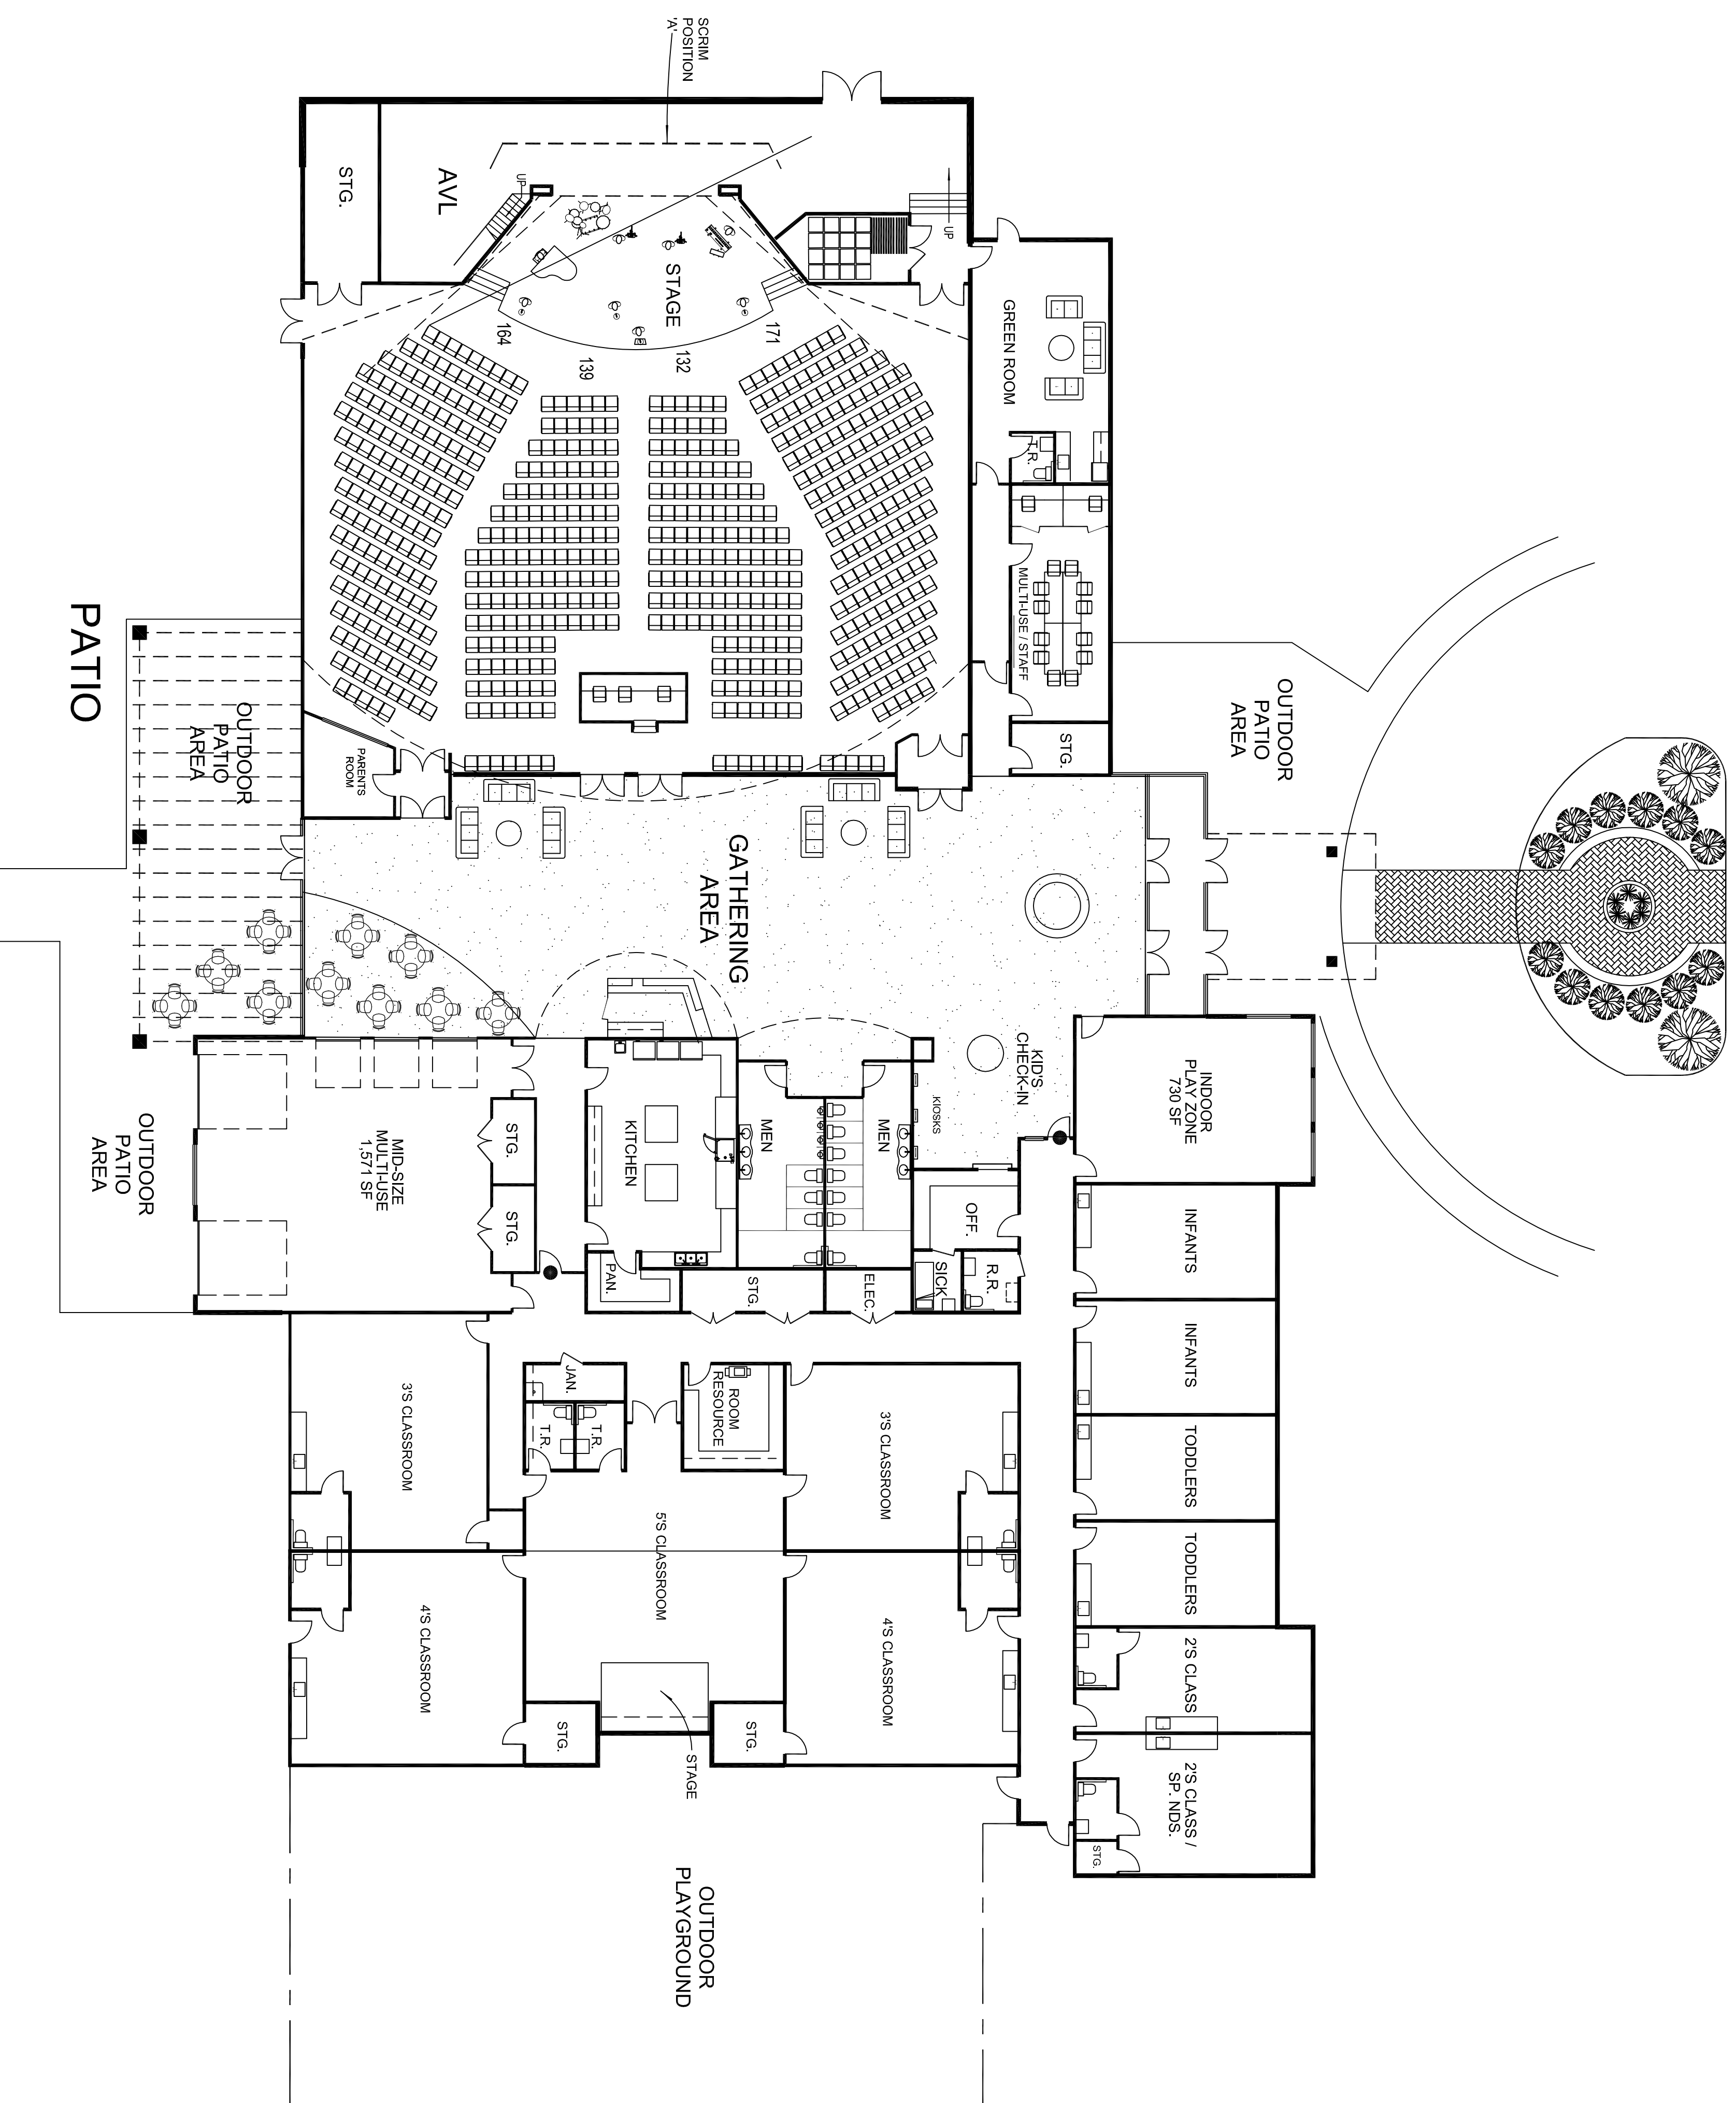 SCRIM
POSITION
'A'
STG.
AVL
UP
UP
STAGE
164
139
132
171
GREEN ROOM
T.R.
MULTI-USE / STAFF
STG.
PATIO
OUTDOOR
PATIO
AREA
PARENTS
ROOM
OUTDOOR
PATIO
AREA
GATHERING
AREA
KID'S
CHECK-IN
KIOSKS
INDOOR
PLAY ZONE
730 SF
OUTDOOR
PATIO
AREA
MID-SIZE
MULTI-USE
1,571 SF
STG.
STG.
KITCHEN
MEN
MEN
OFF.
PAN.
STG.
ELEC.
SICK
R.R.
INFANTS
INFANTS
TODDLERS
TODDLERS
2'S CLASS
2'S CLASS /
SP. NDS.
STG.
3'S CLASSROOM
JAN.
T.R.
T.R.
ROOM
RESOURCE
3'S CLASSROOM
5'S CLASSROOM
4'S CLASSROOM
4'S CLASSROOM
STG.
STG.
STAGE
OUTDOOR
PLAYGROUND